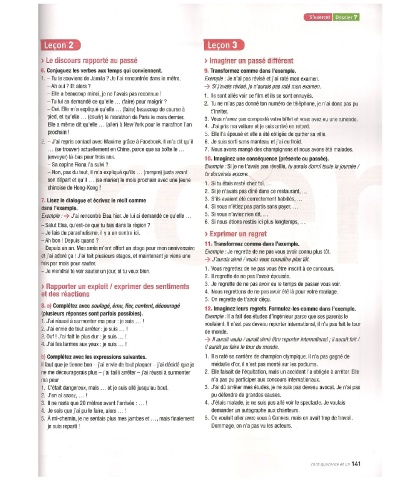 S'exercer | Dossier 7
Leçon 2
> Le discours rapporté au passé
6. Conjuguez les verbes aux temps qui conviennent.
1. – Tu te souviens de Jamila ? Je l'ai rencontrée dans le métro.
– Ah oui ? Et alors ?
– Elle a beaucoup minci, je ne l'avais pas reconnue !
– Tu lui as demandé ce qu'elle … (faire) pour maigrir ?
– Oui. Elle m'a expliqué qu'elle … (faire) beaucoup de course à
pied, et qu'elle … (courir) le marathon de Paris le mois dernier.
Elle a même dit qu'elle … (aller) à New York pour le marathon l'an
prochain !
2. – J'ai repris contact avec Maxime grâce à Facebook. Il m'a dit qu'il
… (se trouver) actuellement en Chine, parce que sa boîte le …
(envoyer) là-bas pour trois ans.
– Sa copine Fiona l'a suivi ?
– Non, pas du tout. Il m'a expliqué qu'ils … (rompre) juste avant
son départ et qu'il … (se marier) le mois prochain avec une jeune
chinoise de Hong-Kong !
7. Lisez le dialogue et écrivez le récit comme
dans l'exemple.
Exemple : → J'ai rencontré Elsa hier. Je lui ai demandé ce qu'elle …
– Salut Elsa, qu'est-ce que tu fais dans la région ?
– Je fais du parachutisme. Il y a un centre ici.
– Ah bon ! Depuis quand ?
– Depuis un an. Mon amie m'ont offert un stage pour mon anniversaire
et j'ai adoré ça ! J'ai fait plusieurs stages, et maintenant je viens une
fois par mois pour sauter.
– Je viendrai te voir sauter un jour, si tu veux bien.
> Rapporter un exploit / exprimer des sentiments
et des réactions
8. a) Complétez avec soulagé, ému, fier, content, découragé
(plusieurs réponses sont parfois possibles).
1. J'ai réussi à surmonter ma peur : je suis … !
2. J'ai envie de tout arrêter : je suis … !
3. Ouf ! J'ai fait le plus dur : je suis … !
4. J'ai les larmes aux yeux : je suis … !
b) Complétez avec les expressions suivantes.
il faut que je tienne bon – j'ai envie de tout plaquer – j'ai décidé que je
ne me découragerais plus – j'ai failli arrêter – j'ai réussi à surmonter
ma peur
1. C'était dangereux, mais … et je suis allé jusqu'au bout.
2. J'en ai assez, … !
3. Il ne reste que 20 mètres avant l'arrivée : … !
4. Je sais que j'ai pu le faire, alors … !
5. À mi-chemin, je ne sentais plus mes jambes et …, mais finalement
je suis reparti !
Leçon 3
> Imaginer un passé différent
9. Transformez comme dans l'exemple.
Exemple : Je n'ai pas révisé et j'ai raté mon examen.
→ Si j'avais révisé, je n'aurais pas raté mon examen.
1. Ils sont allés voir ce film et ils se sont ennuyés.
2. Tu ne m'as pas donné ton numéro de téléphone, je n'ai donc pas pu
t'inviter.
3. Vous n'avez pas composté votre billet et vous avez eu une amende.
4. J'ai pris ma voiture et je suis arrivé en retard.
5. Elle s'est épuisée et elle a été obligée de quitter sa ville.
6. Je suis sorti sans manteau et j'ai eu froid.
7. Nous avons mangé des champignons et nous avons été malades.
10. Imaginez une conséquence (présente ou passée).
Exemple : Si je ne t'avais pas réveillé, tu aurais dormi toute la journée /
tu dormirais encore.
1. Si tu étais resté chez toi…
2. Si je n'avais pas dîné dans ce restaurant, …
3. S'ils avaient été correctement habillés, …
4. Si vous n'étiez pas partis sans payer, …
5. Si vous n'aviez rien dit, …
6. Si nous étions restés ici plus longtemps, …
> Exprimer un regret
11. Transformez comme dans l'exemple.
Exemple : Je regrette de ne pas vous avoir connu plus tôt.
→ J'aurais aimé / voulu vous connaître plus tôt.
1. Vous regrettez de ne pas vous être inscrit à ce concours.
2. Il regrette de ne pas l'avoir épousée.
3. Je regrette de ne pas avoir eu le temps de passer vous voir.
4. Nous regrettons de ne pas avoir été là pour votre mariage.
5. On regrette de t'avoir déçu.
12. Imaginez leurs regrets. Formulez-les comme dans l'exemple.
Exemple : Il a fait des études d'ingénieur parce que ses parents le
voulaient. Il n'est pas devenu reporter international, il n'a pas fait le tour
du monde.
→ Il aurait voulu / aurait aimé être reporter international ; il aurait fait /
il aurait pu faire le tour du monde.
1. Il a raté sa carrière de champion olympique. Il n'a pas gagné de
médaille d'or, il n'est pas monté sur les podiums.
2. Elle faisait de l'équitation, mais un accident l'a obligée à arrêter. Elle
n'a pas pu participer aux concours internationaux.
3. J'ai dû arrêter mes études, je ne suis pas devenu avocat. Je n'ai pas
pu défendre de grandes causes.
4. J'étais malade, je ne suis pas allé voir le spectacle. Je voulais
demander un autographe aux chanteurs.
5. On voulait aller avec vous à Cannes, mais on avait trop de travail.
Dommage, on n'a pas vu les acteurs.
141